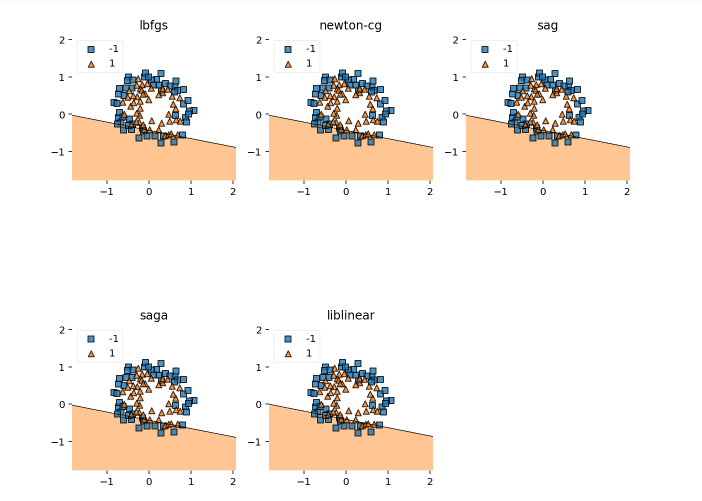 lbfgs newton-cg sag
2 -1 2 -1 2 -1
1 1 1 1 1 1
0 0 0
−1 −1 −1
−1 0 1 2 −1 0 1 2 −1 0 1 2
saga liblinear
2 -1 2 -1
1 1 1 1
0 0
−1 −1
−1 0 1 2 −1 0 1 2